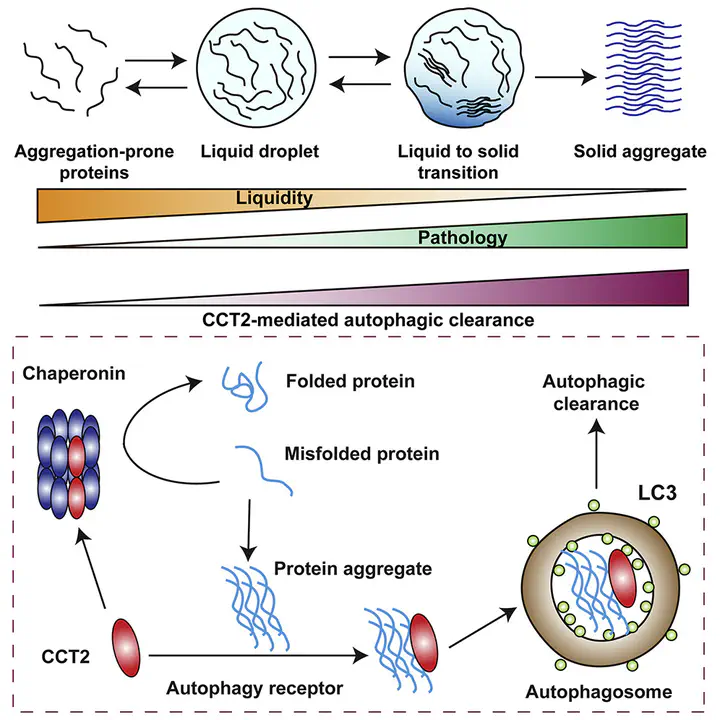 Aggregation-prone
proteins
Liquid droplet
Liquid to solid
transition
Solid aggregate
Liquidity
Pathology
CCT2-mediated autophagic clearance
Chaperonin
Folded protein
Autophagic
clearance
Misfolded protein
LC3
Protein aggregate
CCT2
Autophagy receptor
Autophagosome